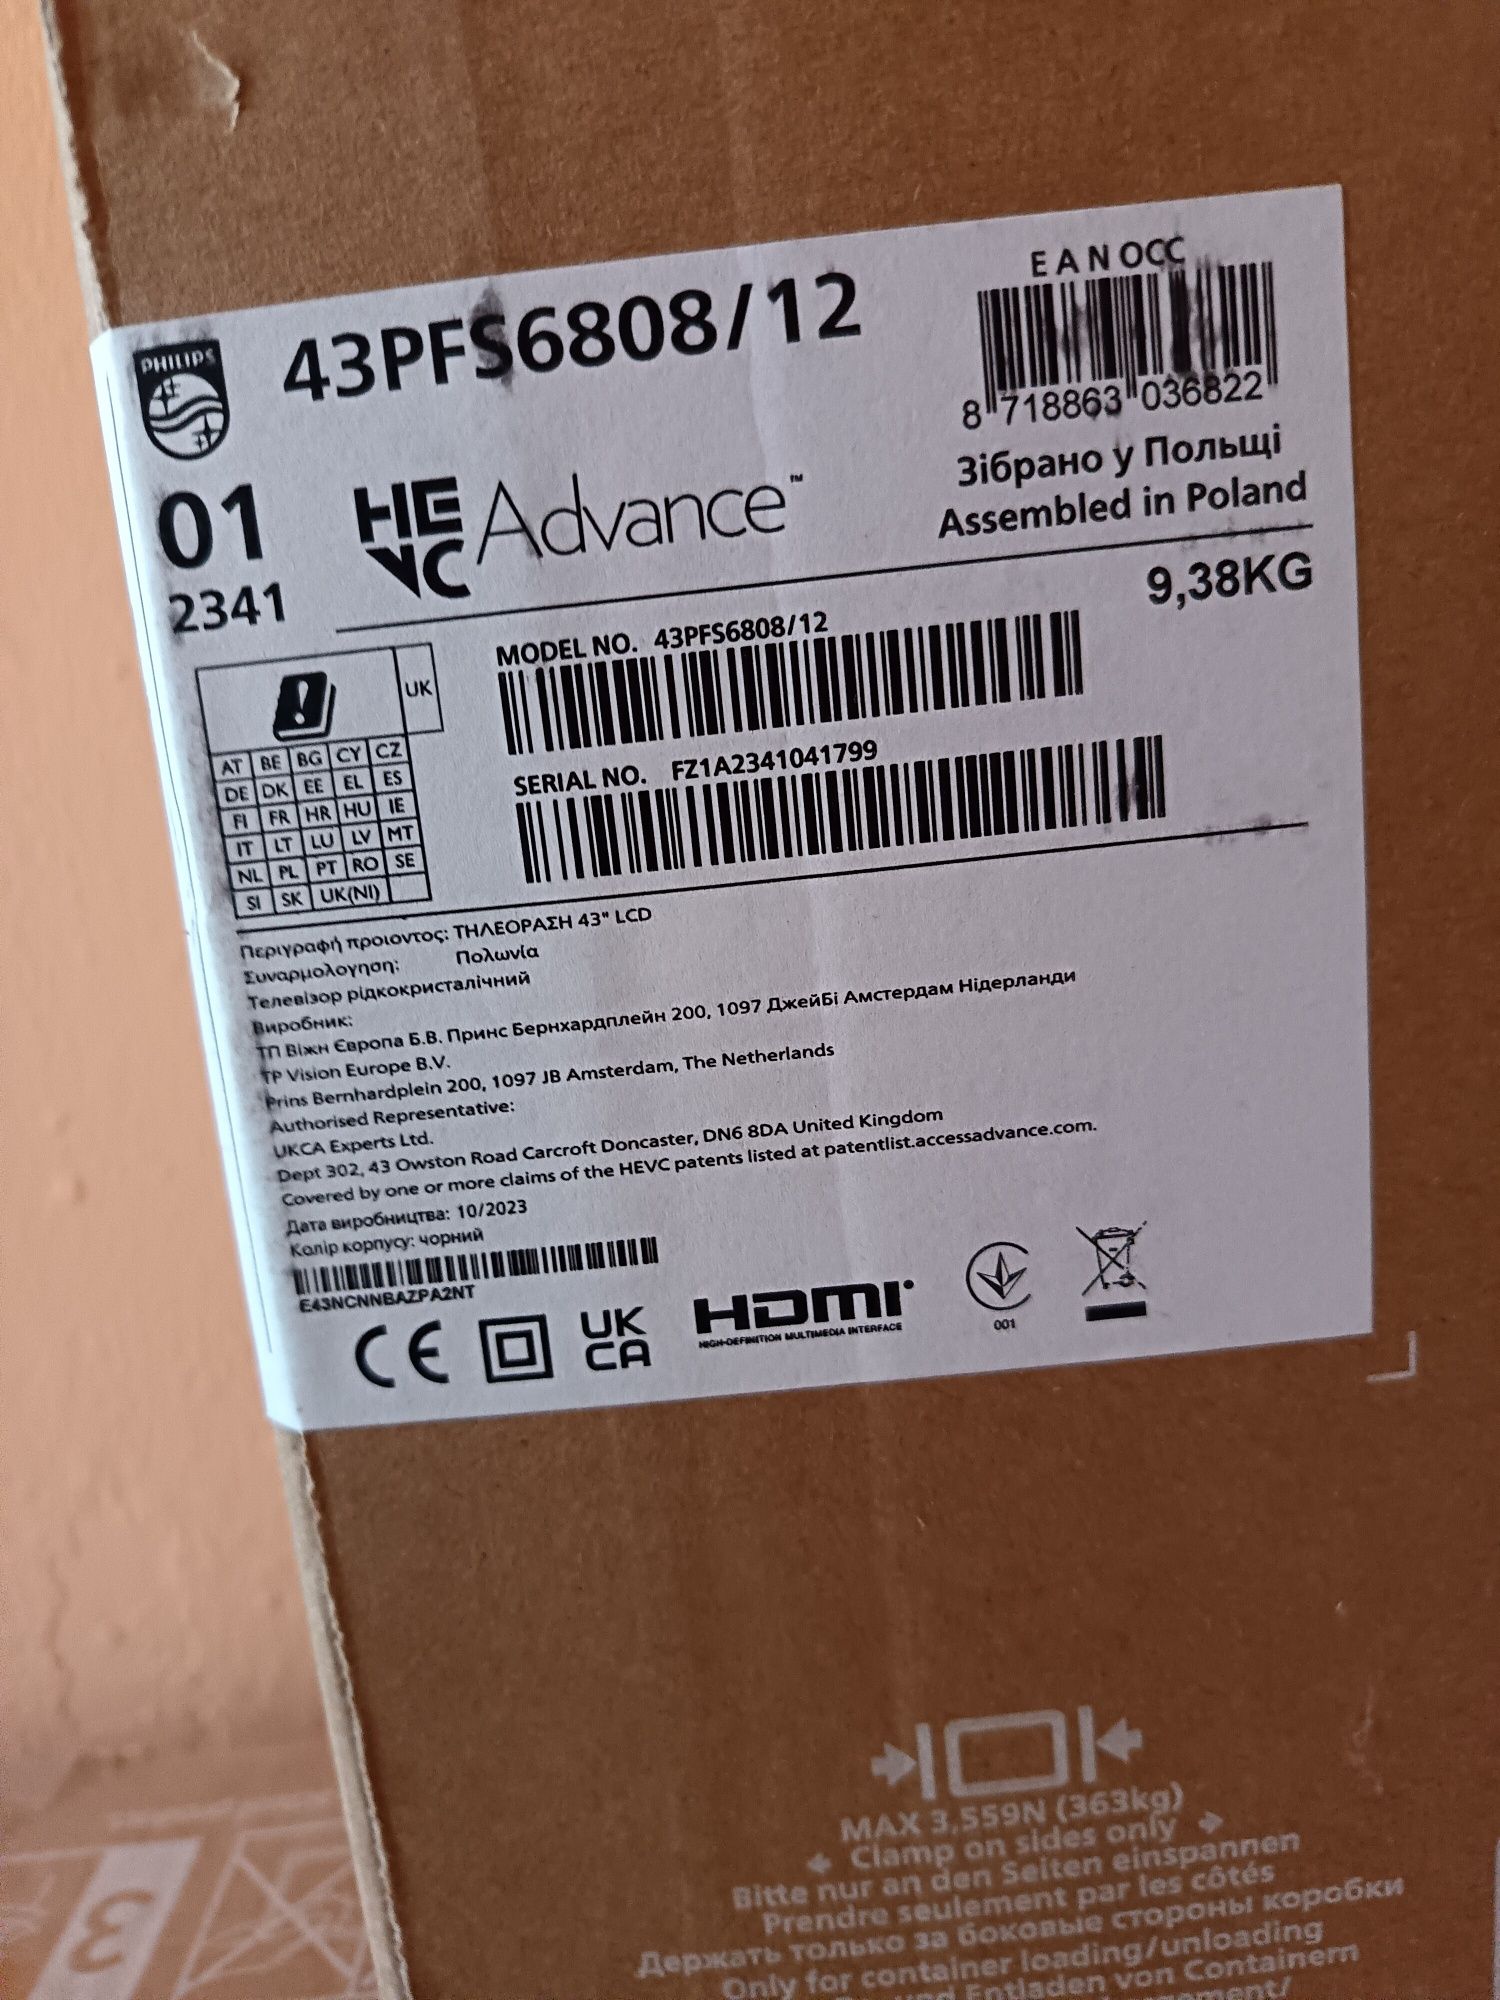 PHILIPS
43PFS6808/12
EAN OCC
8 718863 036822
01
2341
HEVC Advance™
Зібрано у Польщі
Assembled in Poland
9,38KG
MODEL NO. 43PFS6808/12
SERIAL NO. FZ1A2341041799
UK
AT BE BG CY CZ
DE DK EE EL ES
FI FR HR HU IE
IT LT LU LV MT
NL PL PT RO SE
SI SK UK(NI)
Περιγραφή προιοντος: ΤΗΛΕΟΡΑΣΗ 43" LCD
Συναρμολογηση: Πολωνία
Телевізор рідкокристалічний
Виробник:
ТП Віжн Європа Б.В. Принс Бернхардплейн 200, 1097 ДжейБі Амстердам Нідерланди
TP Vision Europe B.V.
Prins Bernhardplein 200, 1097 JB Amsterdam, The Netherlands
Authorised Representative:
UKCA Experts Ltd.
Dept 302, 43 Owston Road Carcroft Doncaster, DN6 8DA United Kingdom
Covered by one or more claims of the HEVC patents listed at patentlist.accessadvance.com.
Дата виробництва: 10/2023
Колір корпусу: чорний
E43NCNNBAZPA2NT
CE
UK
CA
HDMI
HIGH-DEFINITION MULTIMEDIA INTERFACE
001
MAX 3,559N (363kg)
Clamp on sides only
Bitte nur an den Seiten einspannen
Prendre seulement par les côtés
Держать только за боковые стороны коробки
Only for container loading/unloading
und Entladen von Containern
3